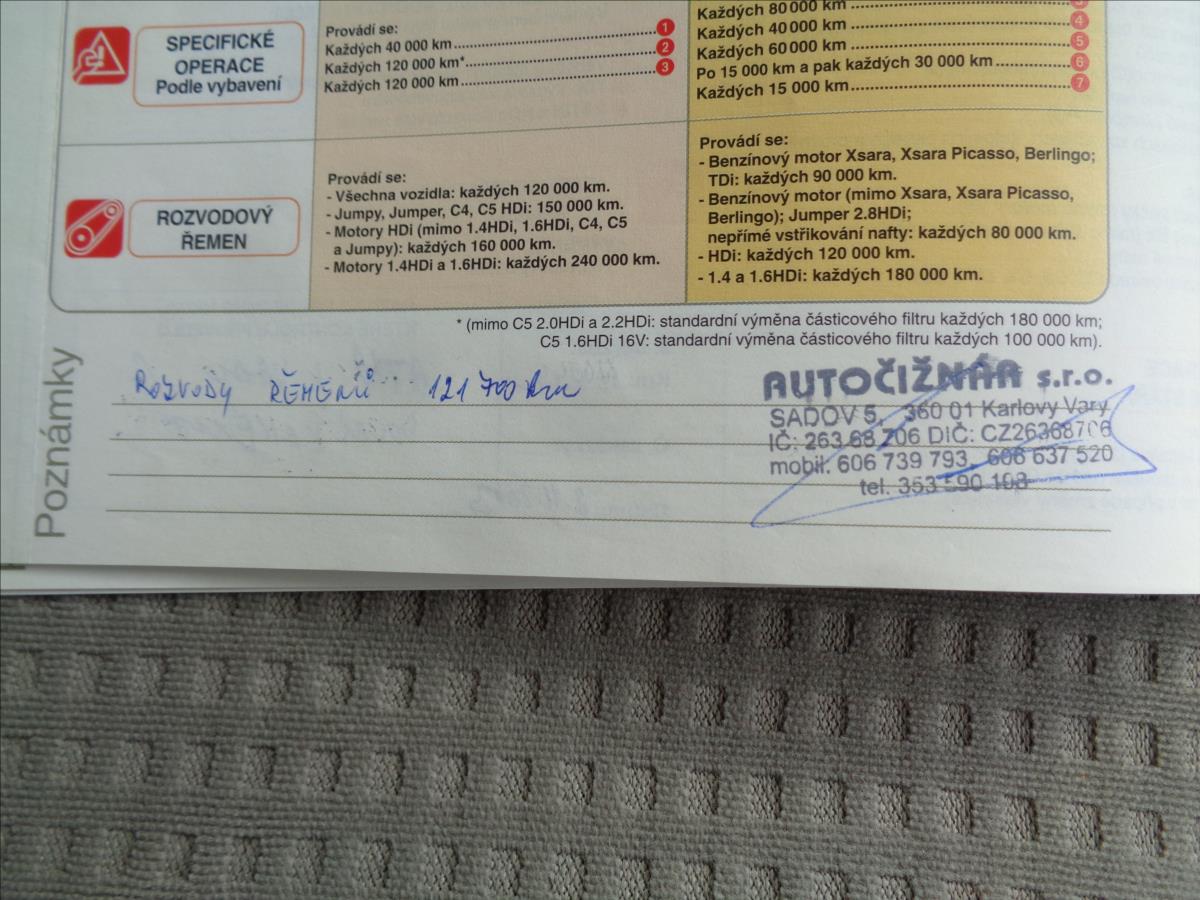 SPECIFICKÉ
OPERACE
Podle vybavení
Provádí se:
Každých 40 000 km 1
Každých 120 000 km* 2
Každých 120 000 km 3
Každých 80 000 km
Každých 40 000 km 4
Každých 60 000 km 5
Po 15 000 km a pak každých 30 000 km 6
Každých 15 000 km 7
ROZVODOVÝ
ŘEMEN
Provádí se:
- Všechna vozidla: každých 120 000 km.
- Jumpy, Jumper, C4, C5 HDi: 150 000 km.
- Motory HDi (mimo 1.4HDi, 1.6HDi, C4, C5
a Jumpy): každých 160 000 km.
- Motory 1.4HDi a 1.6HDi: každých 240 000 km.
Provádí se:
- Benzínový motor Xsara, Xsara Picasso, Berlingo;
TDi: každých 90 000 km.
- Benzínový motor (mimo Xsara, Xsara Picasso,
Berlingo); Jumper 2.8HDi;
nepřímé vstřikování nafty: každých 80 000 km.
- HDi: každých 120 000 km.
- 1.4 a 1.6HDi: každých 180 000 km.
* (mimo C5 2.0HDi a 2.2HDi: standardní výměna částicového filtru každých 180 000 km;
C5 1.6HDi 16V: standardní výměna částicového filtru každých 100 000 km).
Poznámky
ROZVODY ŘEMENŮ 121 700 km
AUTOČIŽNÁR s.r.o.
SADOV 5, 360 01 Karlovy Vary
IČ: 263 68 706 DIČ: CZ26368706
mobil. 606 739 793, 606 637 520
tel. 353 590 108